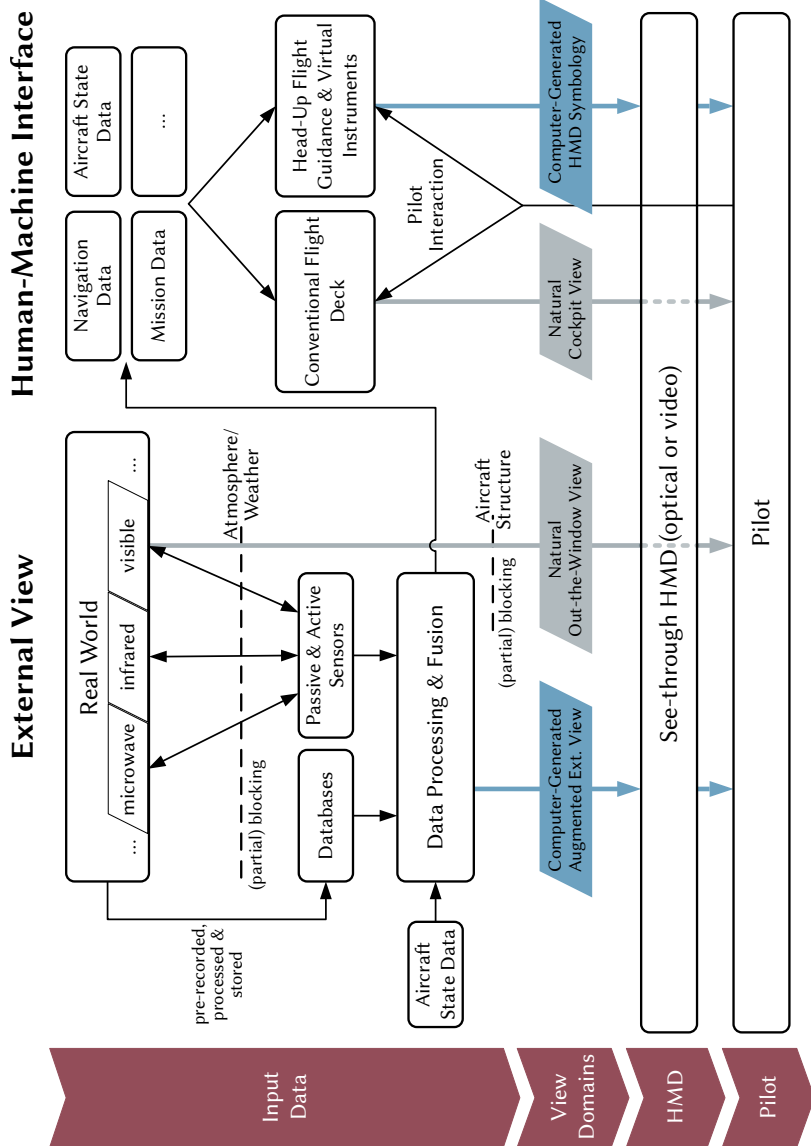 External View
Human-Machine Interface
Input
Data
View
Domains
HMD
Pilot
Real World
...
microwave
infrared
visible
...
pre-recorded,
processed &
stored
(partial) blocking
Atmosphere/
Weather
Databases
Passive & Active
Sensors
Aircraft
State Data
Data Processing & Fusion
(partial) blocking
Aircraft
Structure
Navigation
Data
Aircraft State
Data
Mission Data
...
Conventional Flight
Deck
Head-Up Flight
Guidance & Virtual
Instruments
Pilot
Interaction
Computer-Generated
Augmented Ext. View
Natural
Out-the-Window View
Natural
Cockpit View
Computer-Generated
HMD Symbology
See-through HMD (optical or video)
Pilot